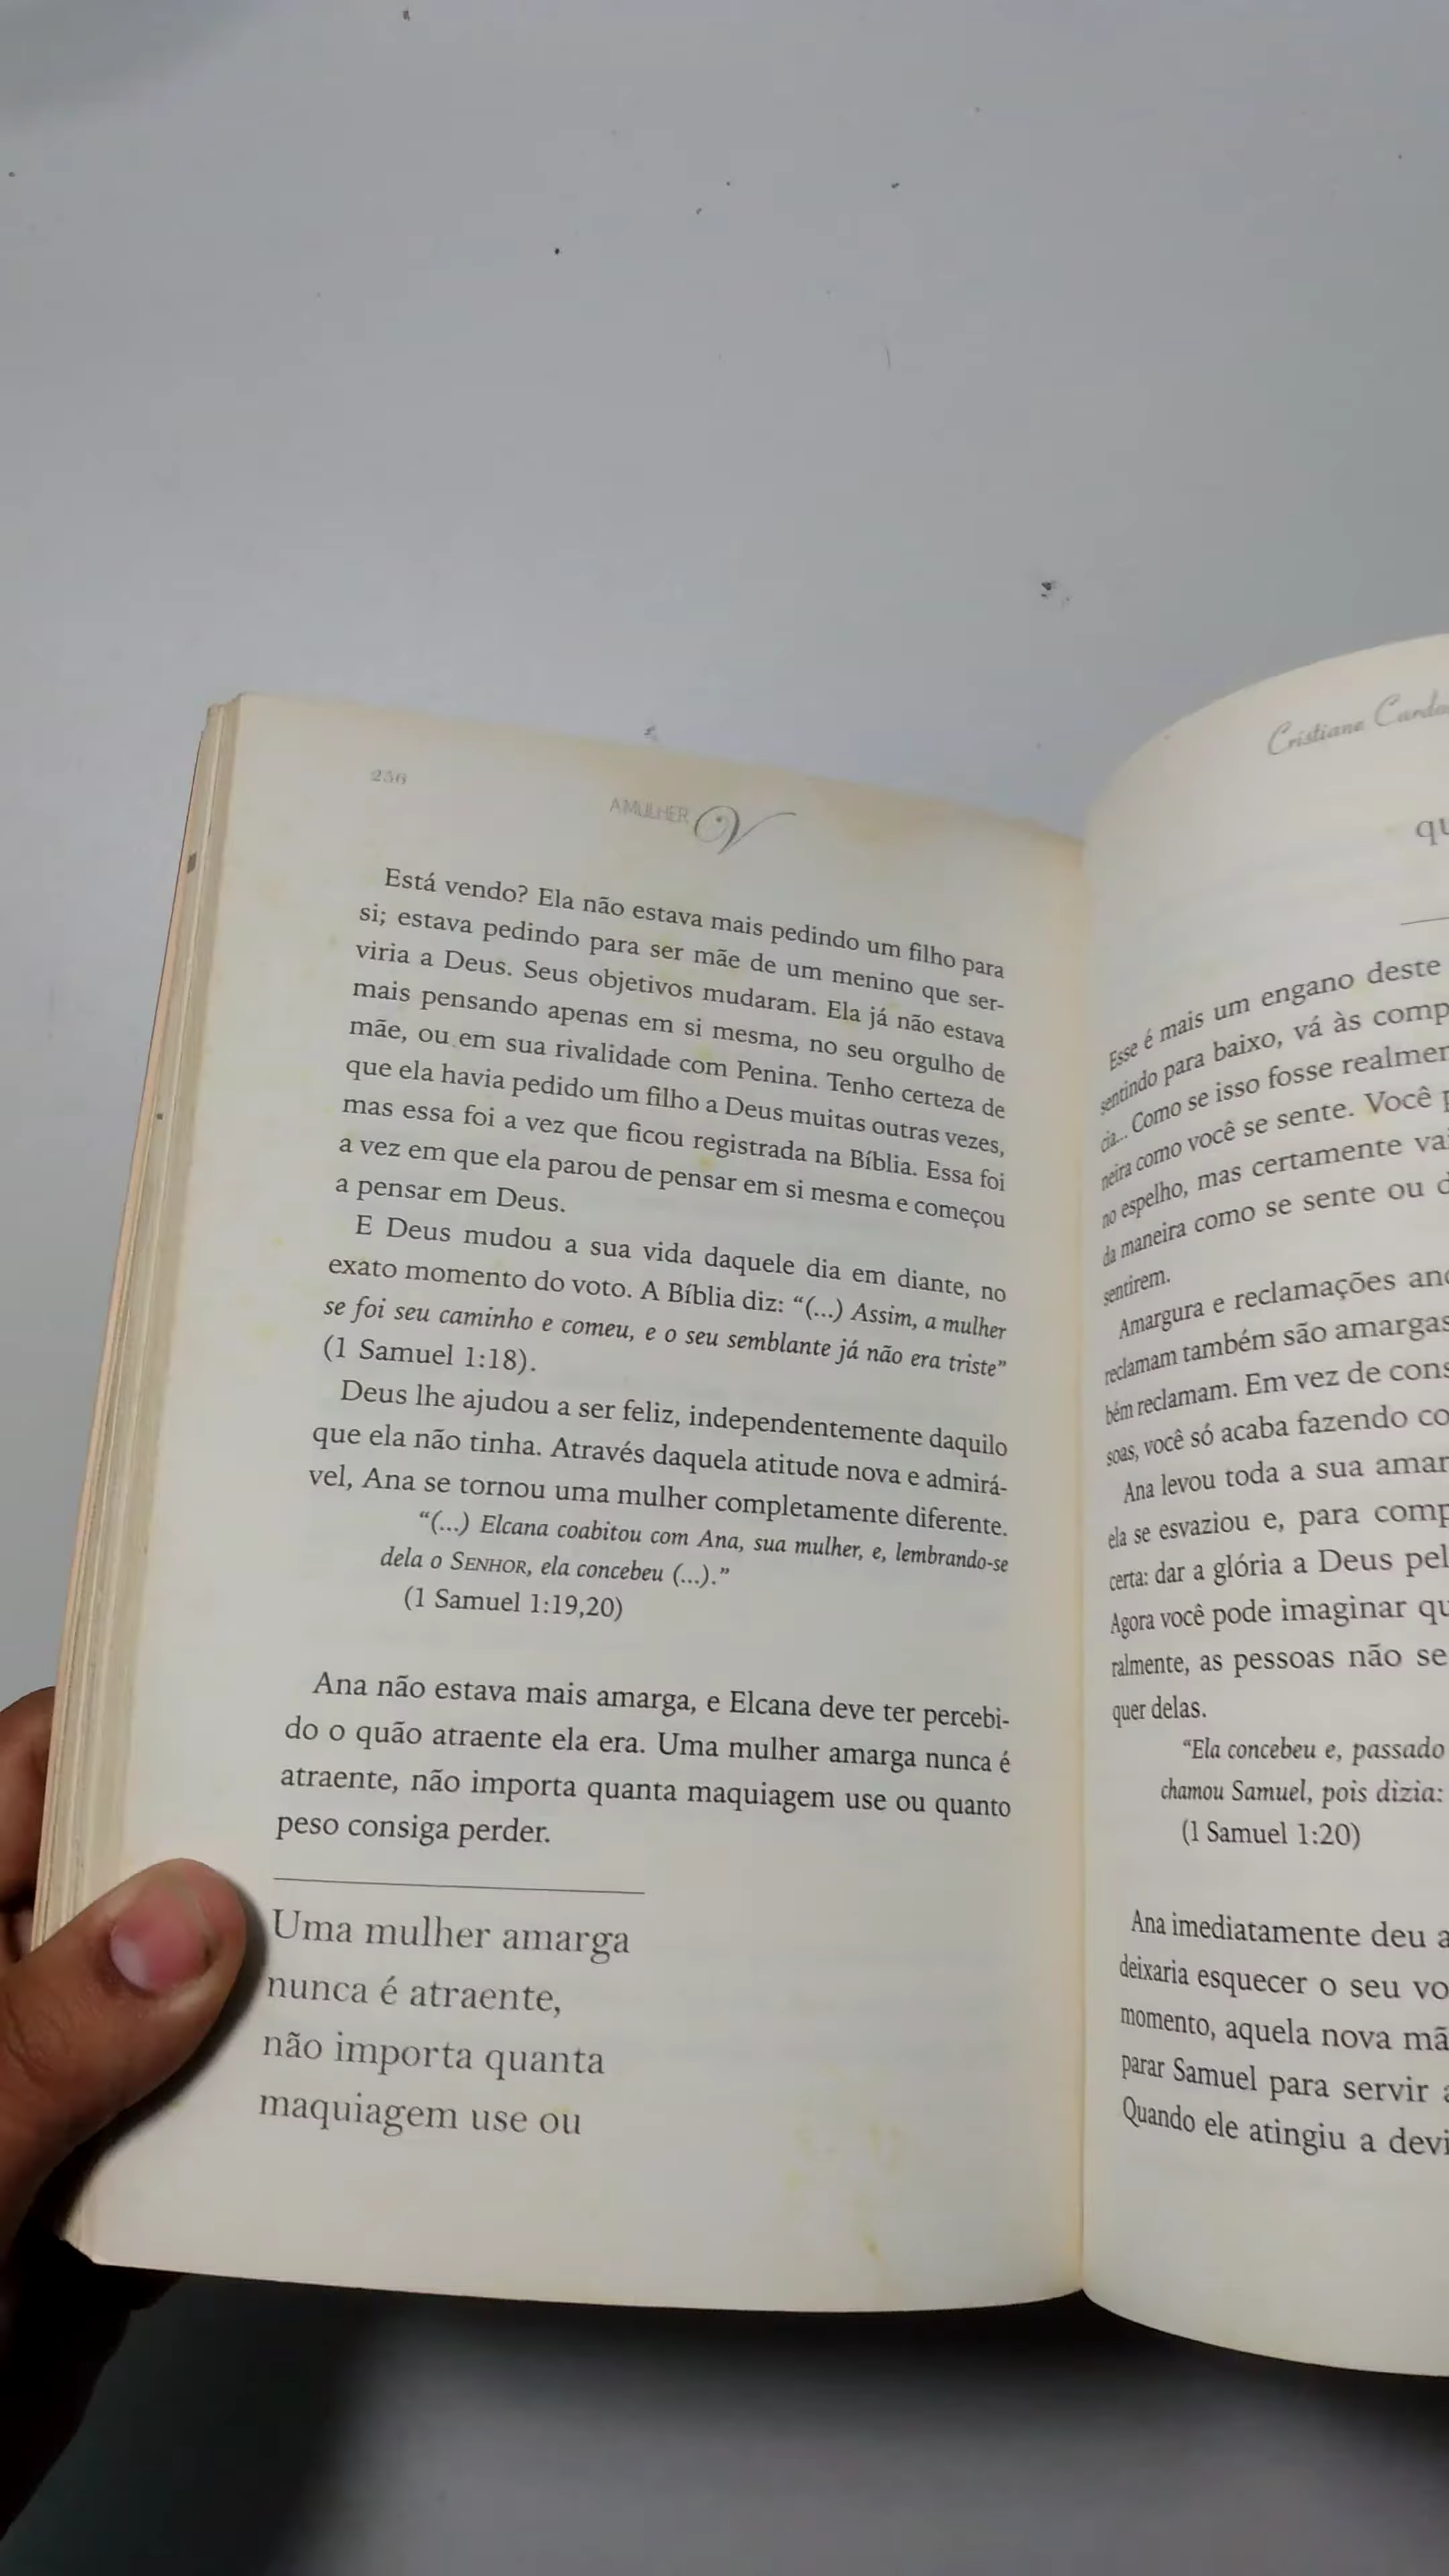 256
A MULHER V
Está vendo? Ela não estava mais pedindo um filho para
si; estava pedindo para ser mãe de um menino que ser-
viria a Deus. Seus objetivos mudaram. Ela já não estava
mais pensando apenas em si mesma, no seu orgulho de
mãe, ou em sua rivalidade com Penina. Tenho certeza de
que ela havia pedido um filho a Deus muitas outras vezes,
mas essa foi a vez que ficou registrada na Bíblia. Essa foi
a vez em que ela parou de pensar em si mesma e começou
a pensar em Deus.
E Deus mudou a sua vida daquele dia em diante, no
exato momento do voto. A Bíblia diz: “(...) Assim, a mulher
se foi seu caminho e comeu, e o seu semblante já não era triste”
(1 Samuel 1:18).
Deus lhe ajudou a ser feliz, independentemente daquilo
que ela não tinha. Através daquela atitude nova e admirá-
vel, Ana se tornou uma mulher completamente diferente.
“(...) Elcana coabitou com Ana, sua mulher, e, lembrando-se
dela o SENHOR, ela concebeu (...).”
(1 Samuel 1:19,20)
Ana não estava mais amarga, e Elcana deve ter percebi-
do o quão atraente ela era. Uma mulher amarga nunca é
atraente, não importa quanta maquiagem use ou quanto
peso consiga perder.
Uma mulher amarga
nunca é atraente,
não importa quanta
maquiagem use ou
Cristiane
qu
Esse é mais um engano deste
sentindo para baixo, vá às comp
cia... Como se isso fosse realmen
neira como você se sente. Você p
no espelho, mas certamente vai
da maneira como se sente ou d
sentirem.
Amargura e reclamações and
reclamam também são amargas
bém reclamam. Em vez de cons
soas, você só acaba fazendo co
Ana levou toda a sua amar
ela se esvaziou e, para comp
certa: dar a glória a Deus pel
Agora você pode imaginar qu
ralmente, as pessoas não se
quer delas.
“Ela concebeu e, passado
chamou Samuel, pois dizia:
(1 Samuel 1:20)
Ana imediatamente deu a
deixaria esquecer o seu vo
momento, aquela nova mã
parar Samuel para servir a
Quando ele atingiu a devi